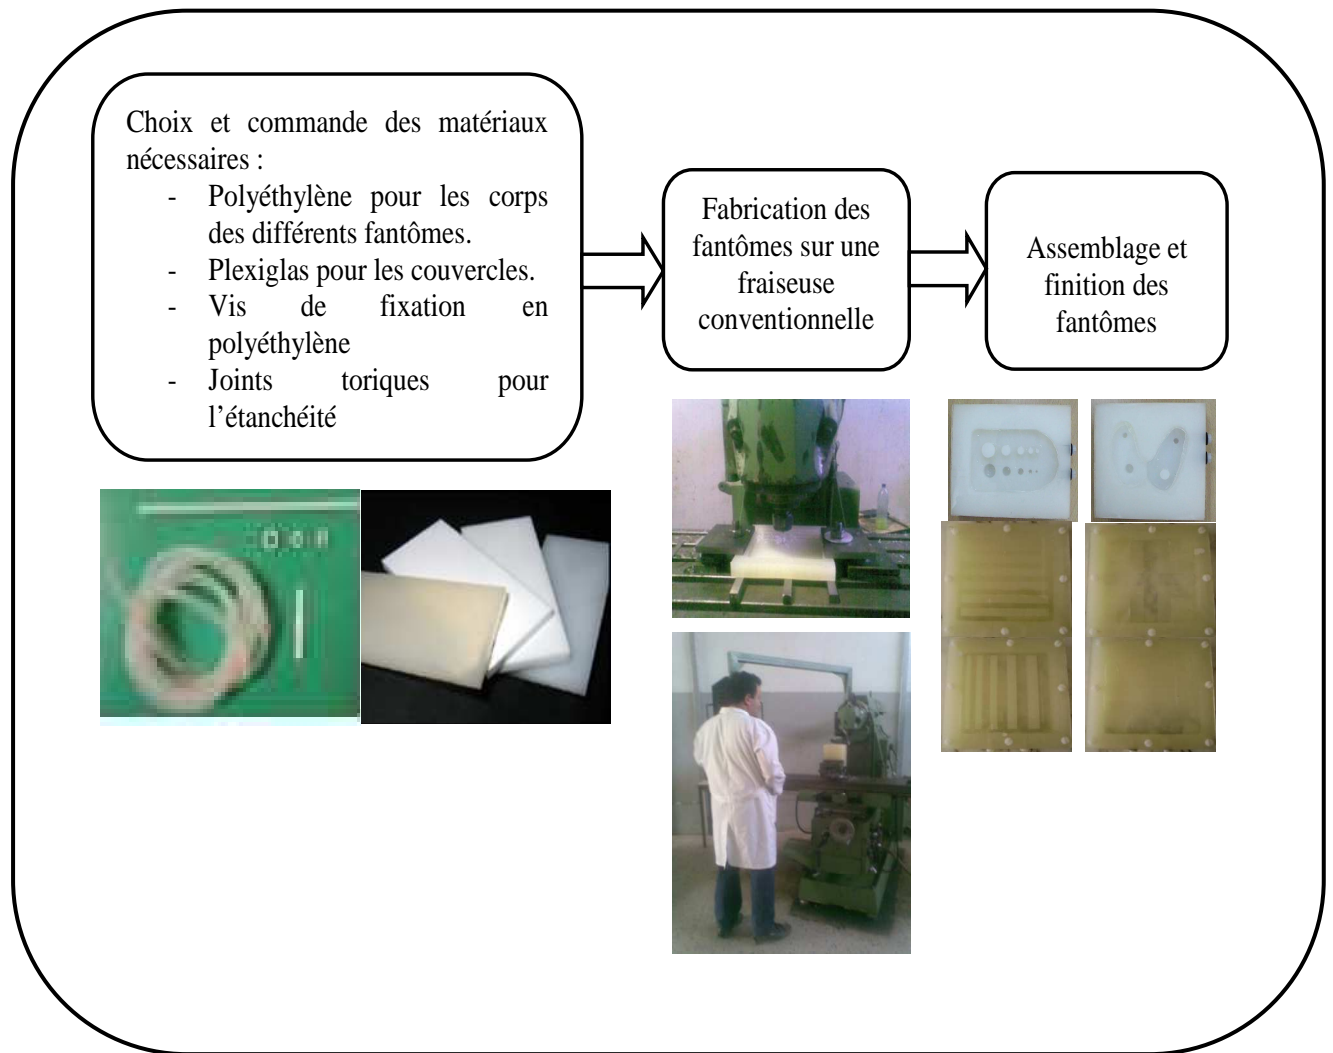 Choix et commande des matériaux
nécessaires :
- Polyéthylène pour les corps
des différents fantômes.
- Plexiglas pour les couvercles.
- Vis de fixation en
polyéthylène
- Joints toriques pour
l’étanchéité
Fabrication des
fantômes sur une
fraiseuse
conventionnelle
Assemblage et
finition des
fantômes